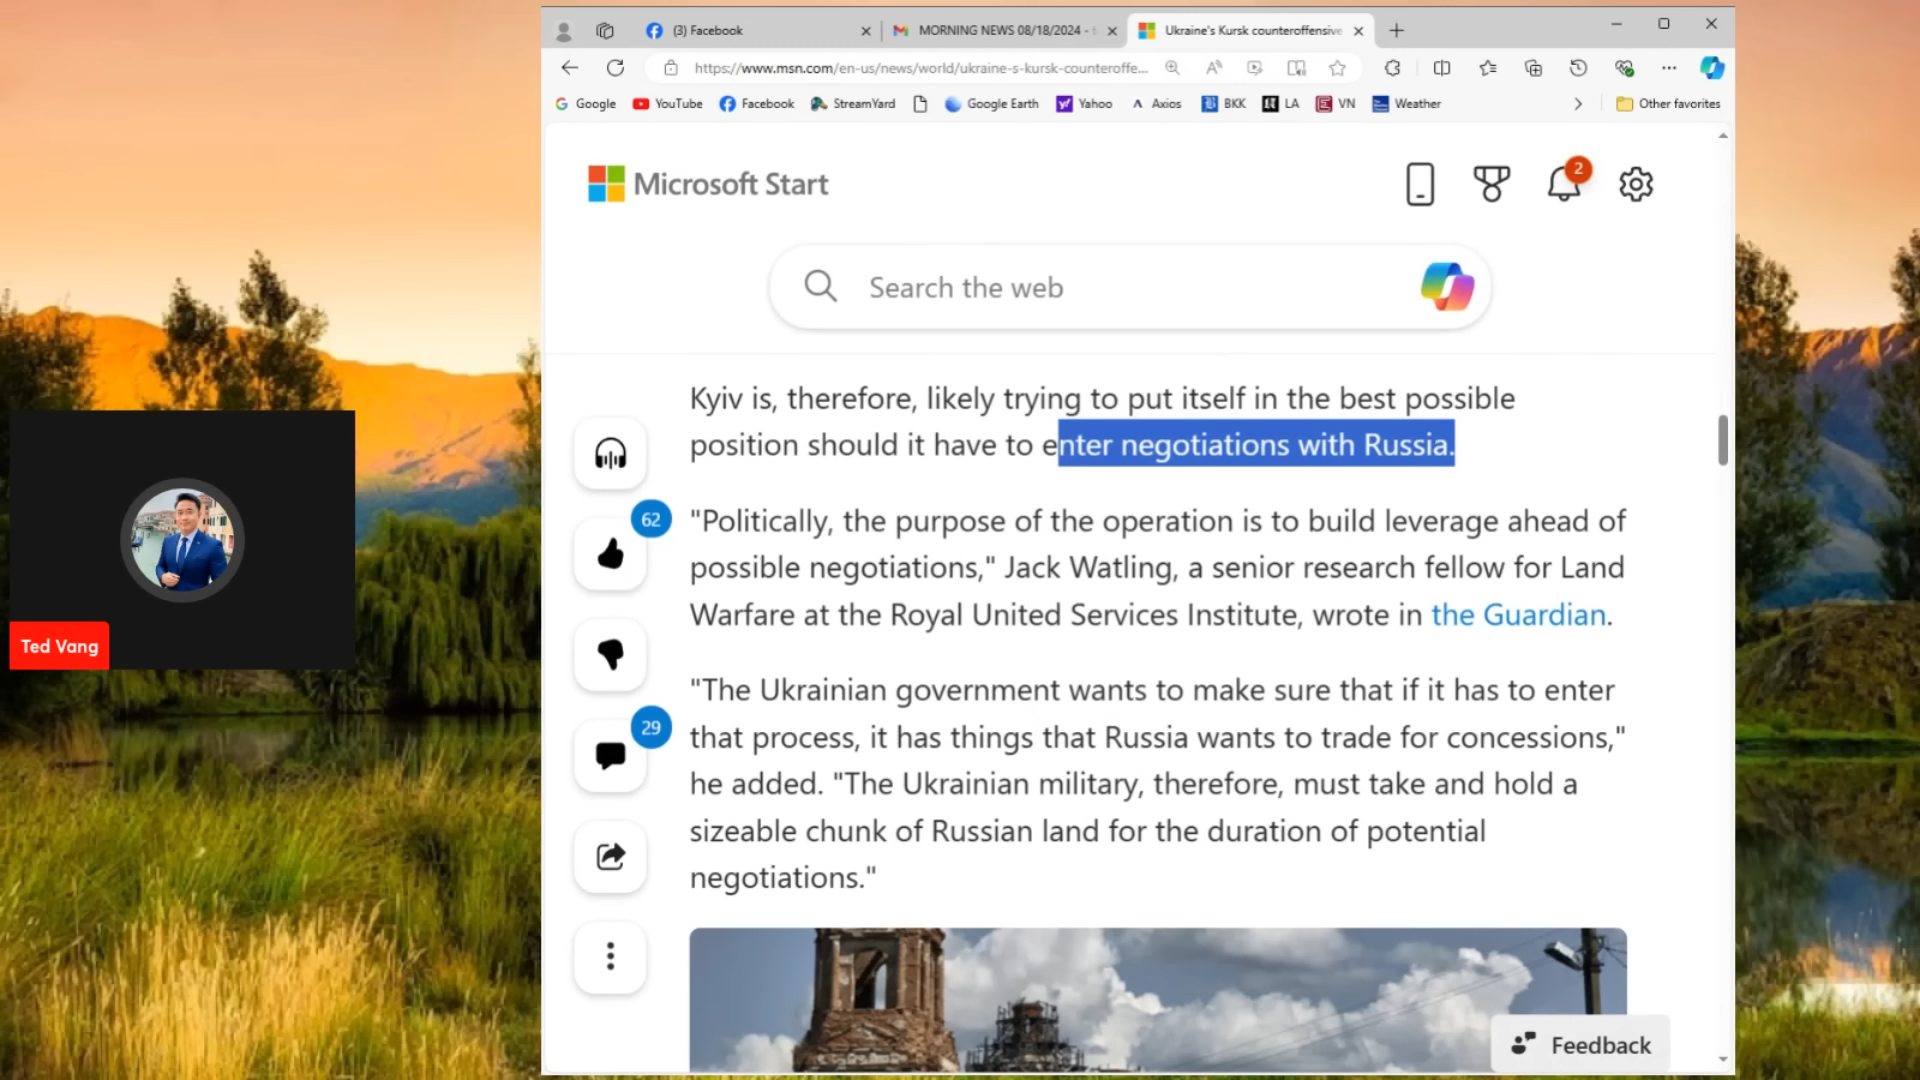 (3) Facebook
MORNING NEWS 08/18/2024 -
Ukraine's Kursk counteroffensive
https://www.msn.com/en-us/news/world/ukraine-s-kursk-counteroffe...
Google
YouTube
Facebook
StreamYard
Google Earth
Yahoo
Axios
BKK
LA
VN
Weather
Other favorites
Microsoft Start
2
Search the web
Kyiv is, therefore, likely trying to put itself in the best possible
position should it have to enter negotiations with Russia.
62
"Politically, the purpose of the operation is to build leverage ahead of
possible negotiations," Jack Watling, a senior research fellow for Land
Warfare at the Royal United Services Institute, wrote in the Guardian.
Ted Vang
"The Ukrainian government wants to make sure that if it has to enter
29
that process, it has things that Russia wants to trade for concessions,"
he added. "The Ukrainian military, therefore, must take and hold a
sizeable chunk of Russian land for the duration of potential
negotiations."
Feedback